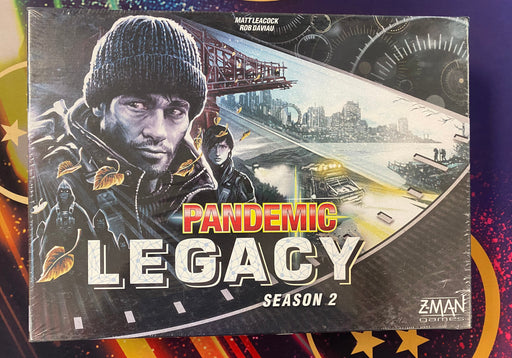 MATT LEACOCK
ROB DAVIAU
PANDEMIC
LEGACY
SEASON 2
Z-MAN
games